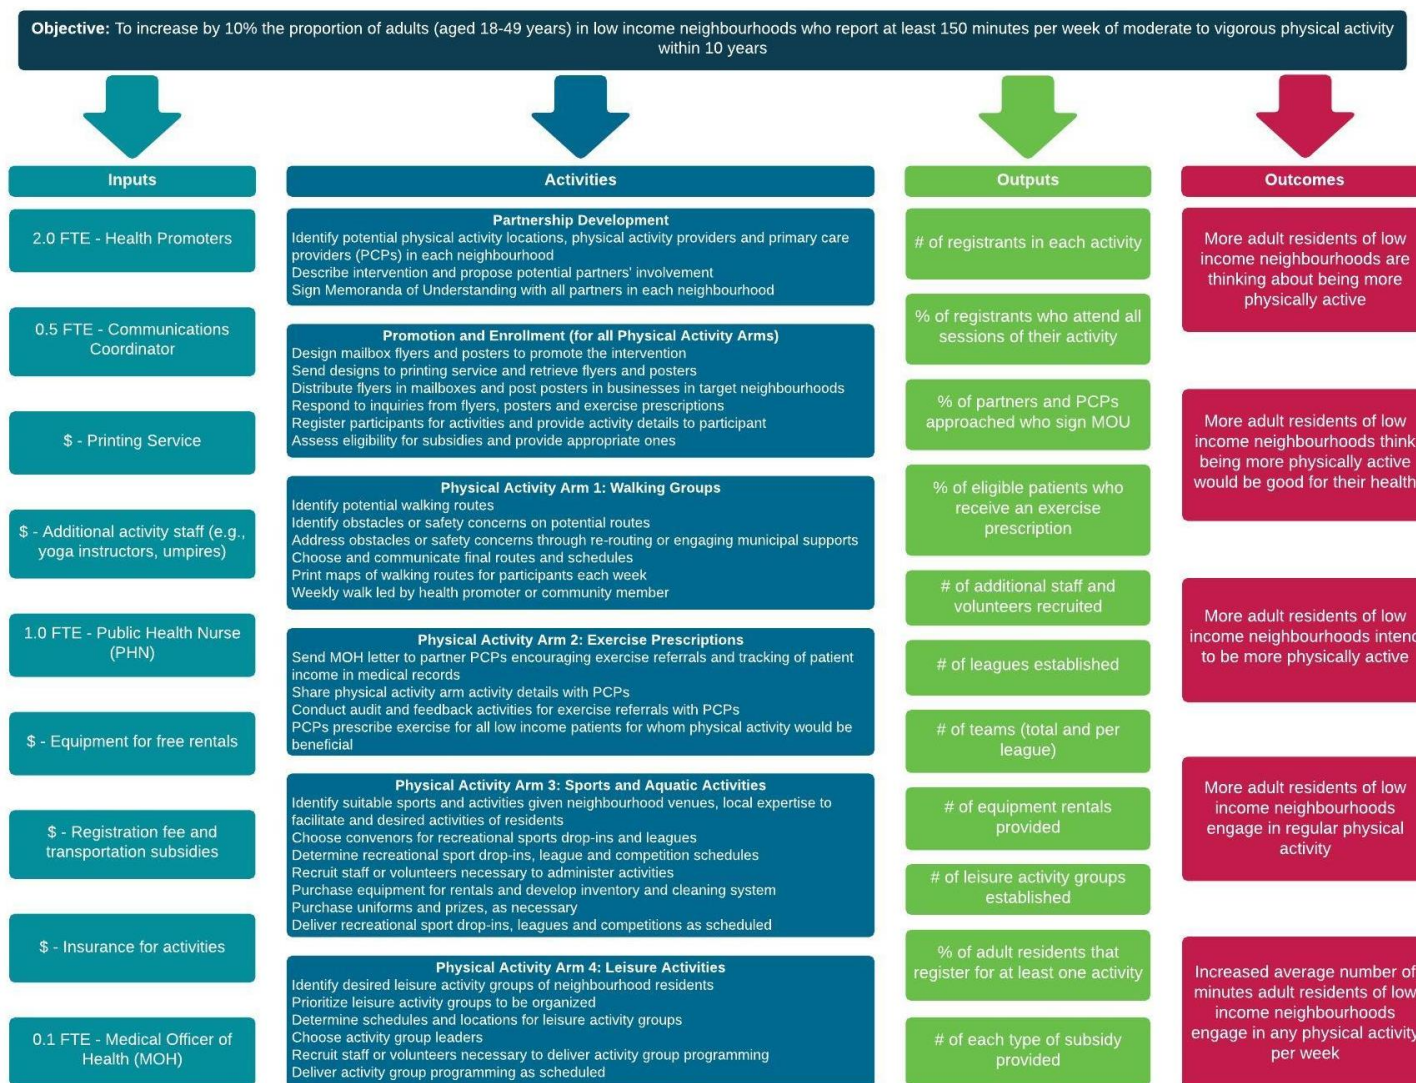 Objective: To increase by 10% the proportion of adults (aged 18-49 years) in low income neighbourhoods who report at least 150 minutes per week of moderate to vigorous physical activity
within 10 years
Inputs
2.0 FTE - Health Promoters
0.5 FTE - Communications
Coordinator
$ - Printing Service
$ - Additional activity staff (e.g.,
yoga instructors, umpires)
1.0 FTE - Public Health Nurse
(PHN)
$ - Equipment for free rentals
$ - Registration fee and
transportation subsidies
$ - Insurance for activities
0.1 FTE - Medical Officer of
Health (MOH)
Activities
Partnership Development
Identify potential physical activity locations, physical activity providers and primary care
providers (PCPs) in each neighbourhood
Describe intervention and propose potential partners' involvement
Sign Memoranda of Understanding with all partners in each neighbourhood
Promotion and Enrollment (for all Physical Activity Arms)
Design mailbox flyers and posters to promote the intervention
Send designs to printing service and retrieve flyers and posters
Distribute flyers in mailboxes and post posters in businesses in target neighbourhoods
Respond to inquiries from flyers, posters and exercise prescriptions
Register participants for activities and provide activity details to participant
Assess eligibility for subsidies and provide appropriate ones
Physical Activity Arm 1: Walking Groups
Identify potential walking routes
Identify obstacles or safety concerns on potential routes
Address obstacles or safety concerns through re-routing or engaging municipal supports
Choose and communicate final routes and schedules
Print maps of walking routes for participants each week
Weekly walk led by health promoter or community member
Physical Activity Arm 2: Exercise Prescriptions
Send MOH letter to partner PCPs encouraging exercise referrals and tracking of patient
income in medical records
Share physical activity arm activity details with PCPs
Conduct audit and feedback activities for exercise referrals with PCPs
PCPs prescribe exercise for all low income patients for whom physical activity would be
beneficial
Physical Activity Arm 3: Sports and Aquatic Activities
Identify suitable sports and activities given neighbourhood venues, local expertise to
facilitate and desired activities of residents
Choose convenors for recreational sports drop-ins and leagues
Determine recreational sport drop-ins, league and competition schedules
Recruit staff or volunteers necessary to administer activities
Purchase equipment for rentals and develop inventory and cleaning system
Purchase uniforms and prizes, as necessary
Deliver recreational sport drop-ins, leagues and competitions as scheduled
Physical Activity Arm 4: Leisure Activities
Identify desired leisure activity groups of neighbourhood residents
Prioritize leisure activity groups to be organized
Determine schedules and locations for leisure activity groups
Choose activity group leaders
Recruit staff or volunteers necessary to deliver activity group programming
Deliver activity group programming as scheduled
Outputs
# of registrants in each activity
% of registrants who attend all
sessions of their activity
% of partners and PCPs
approached who sign MOU
% of eligible patients who
receive an exercise
prescription
# of additional staff and
volunteers recruited
# of leagues established
# of teams (total and per
league)
# of equipment rentals
provided
# of leisure activity groups
established
% of adult residents that
register for at least one activity
# of each type of subsidy
provided
Outcomes
More adult residents of low
income neighbourhoods are
thinking about being more
physically active
More adult residents of low
income neighbourhoods think
being more physically active
would be good for their health
More adult residents of low
income neighbourhoods intend
to be more physically active
More adult residents of low
income neighbourhoods
engage in regular physical
activity
Increased average number of
minutes adult residents of low
income neighbourhoods
engage in any physical activity
per week